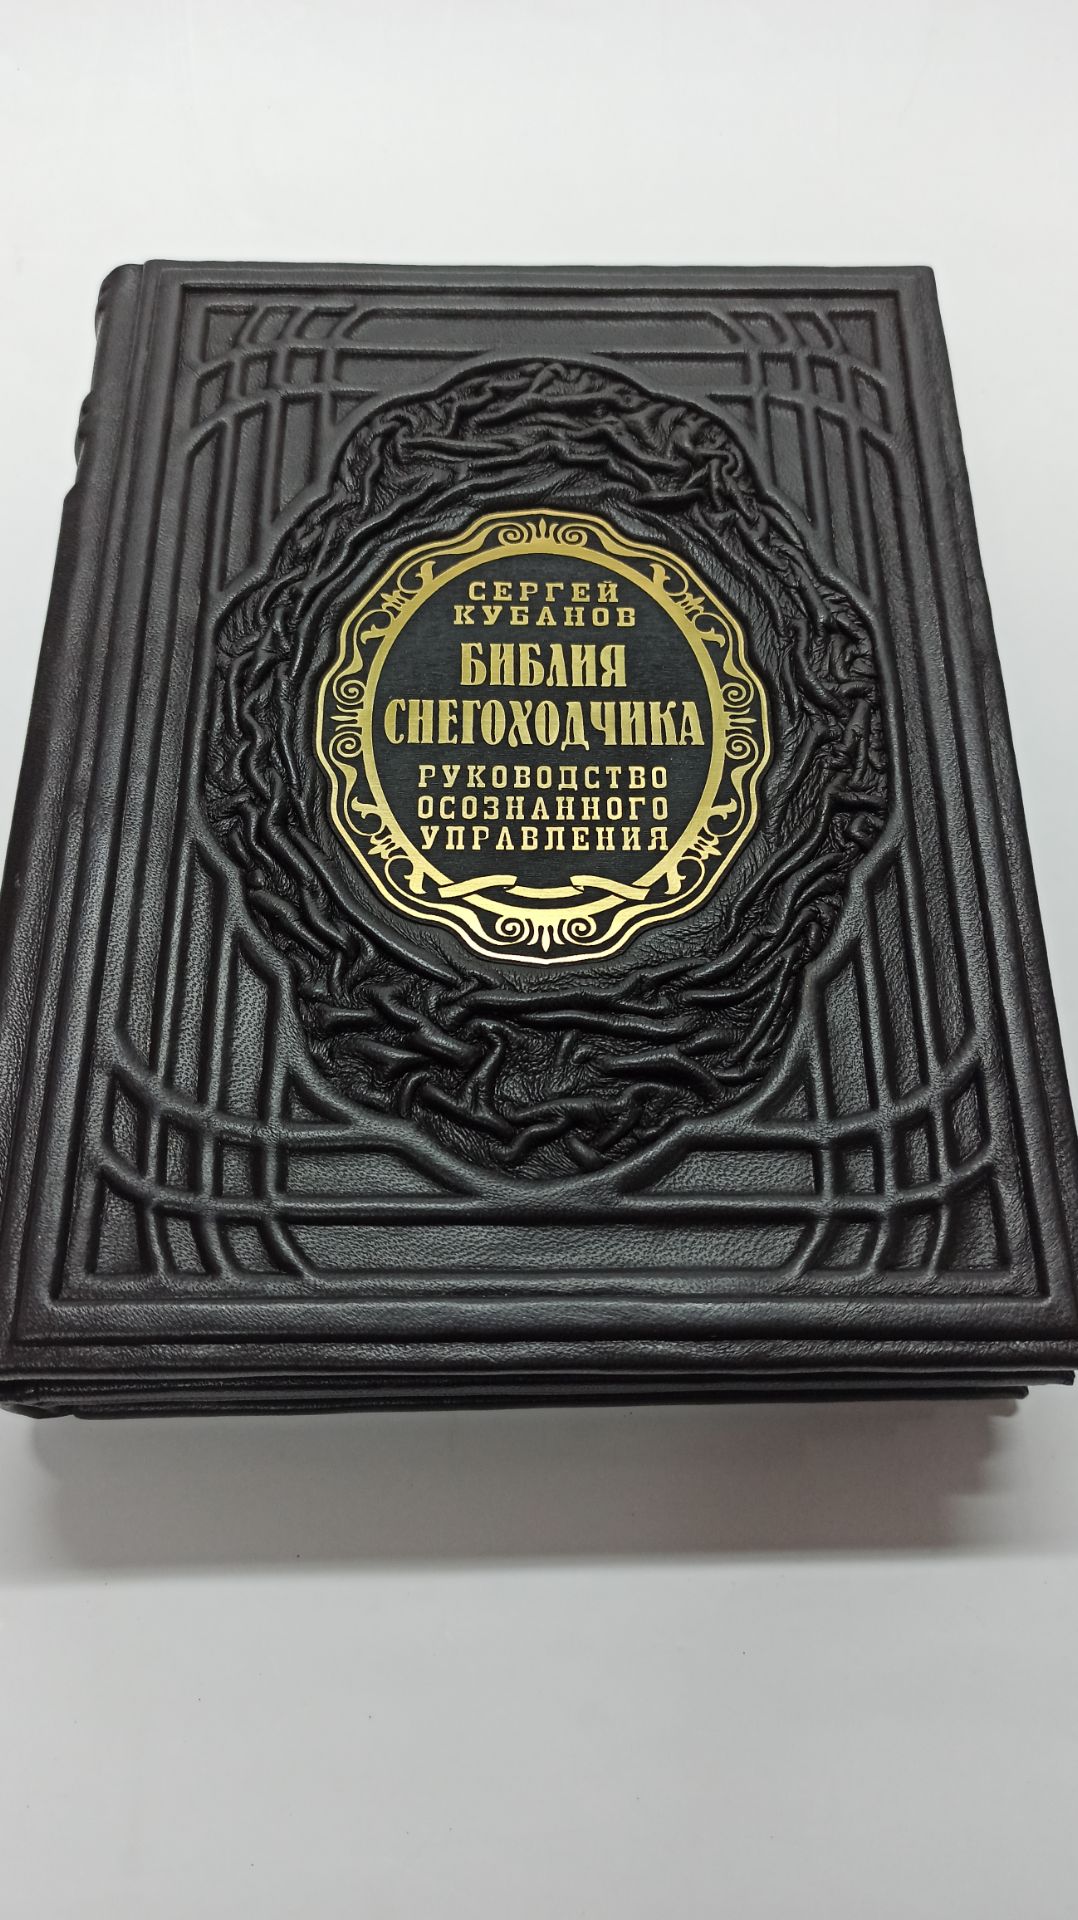 СЕРГЕЙ
КУБАНОВ
БИБЛИЯ
СНЕГОХОДЧИКА
РУКОВОДСТВО
ОСОЗНАННОГО
УПРАВЛЕНИЯ